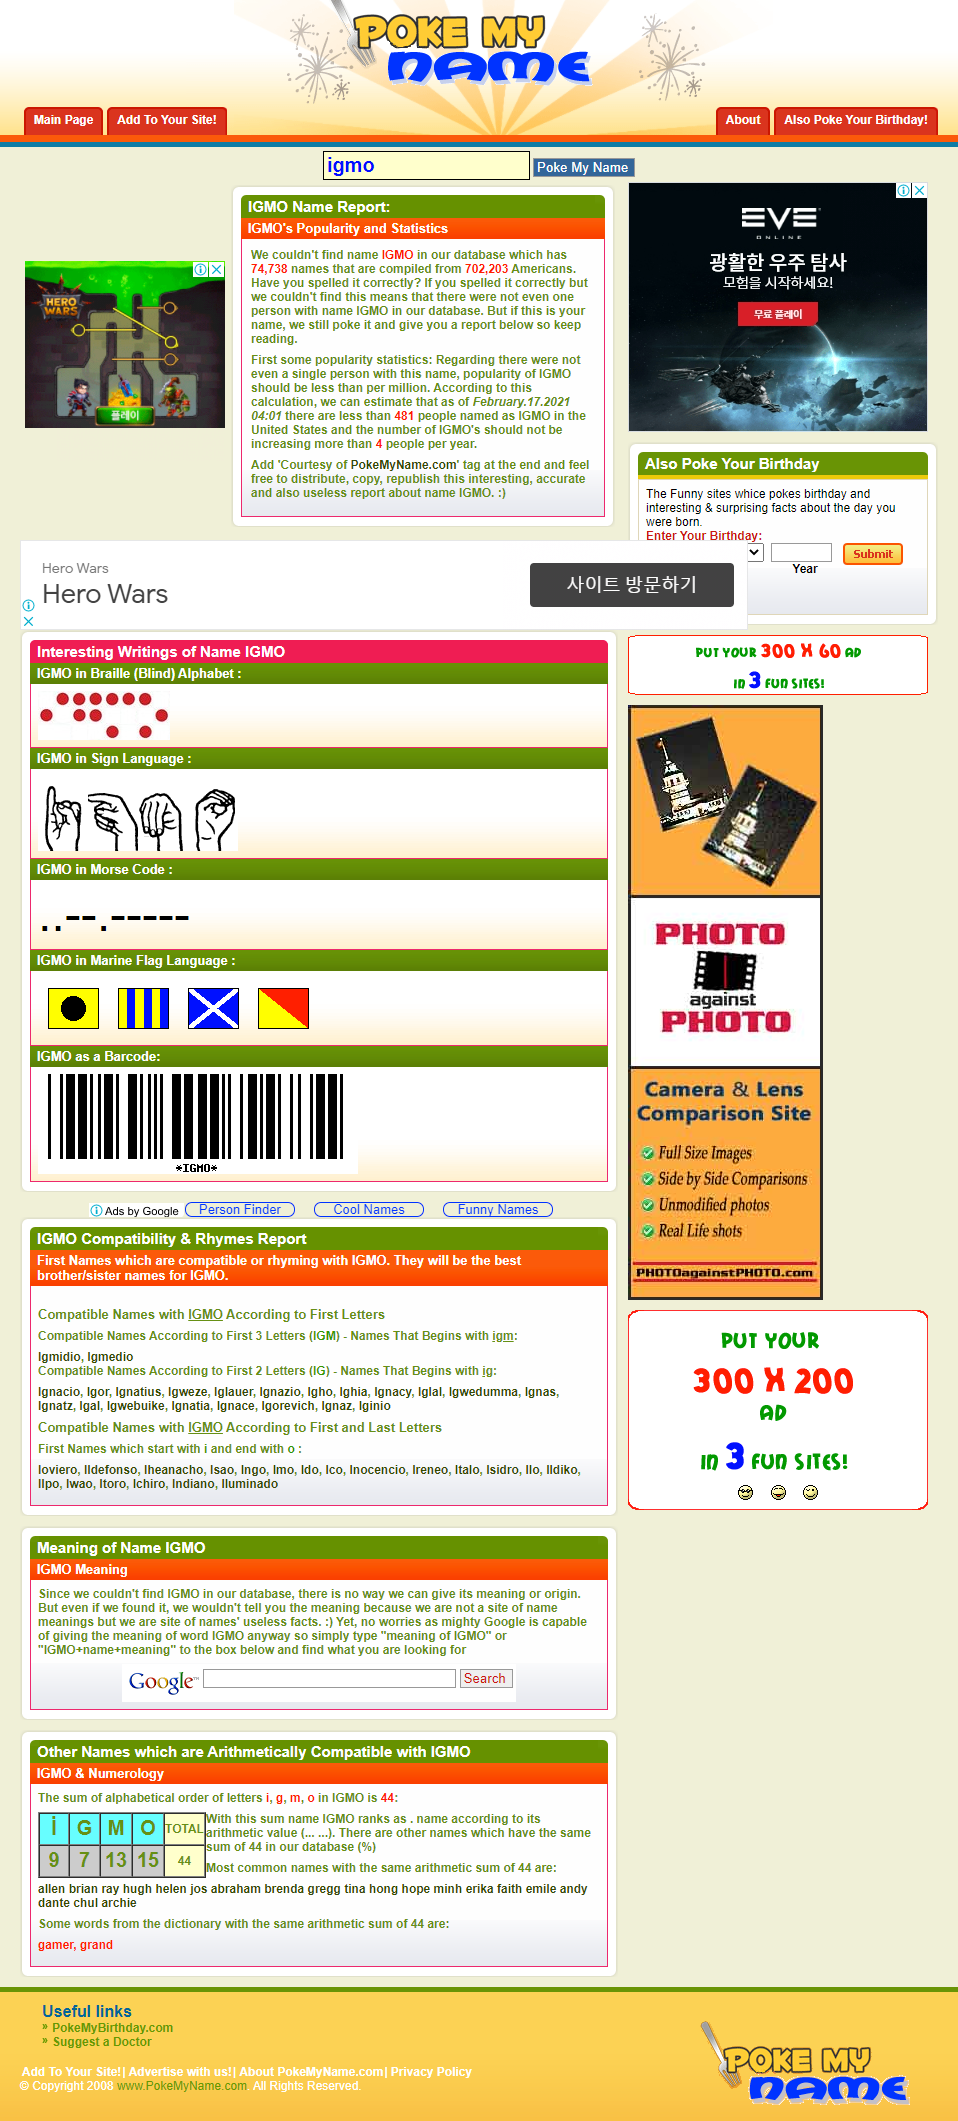 POKE MY
NAME
Main Page
Add To Your Site!
About
Also Poke Your Birthday!
igmo
Poke My Name
HERO
WARS
플레이
IGMO Name Report:
IGMO's Popularity and Statistics
We couldn't find name IGMO in our database which has
74,738 names that are compiled from 702,203 Americans.
Have you spelled it correctly? If you spelled it correctly but
we couldn't find this means that there were not even one
person with name IGMO in our database. But if this is your
name, we still poke it and give you a report below so keep
reading.
First some popularity statistics: Regarding there were not
even a single person with this name, popularity of IGMO
should be less than per million. According to this
calculation, we can estimate that as of February.17.2021
04:01 there are less than 481 people named as IGMO in the
United States and the number of IGMO's should not be
increasing more than 4 people per year.
Add 'Courtesy of PokeMyName.com' tag at the end and feel
free to distribute, copy, republish this interesting, accurate
and also useless report about name IGMO. :)
EVE
ONLINE
광활한 우주 탐사
모험을 시작하세요!
무료 플레이
Also Poke Your Birthday
The Funny sites whice pokes birthday and
interesting & surprising facts about the day you
were born.
Enter Your Birthday:
Submit
Year
Hero Wars
Hero Wars
사이트 방문하기
Interesting Writings of Name IGMO
IGMO in Braille (Blind) Alphabet :
IGMO in Sign Language :
IGMO in Morse Code :
..--.-----
IGMO in Marine Flag Language :
IGMO as a Barcode:
*IGMO*
PUT YOUR 300 X 60 AD
IN 3 FUN SITES!
PHOTO
against
PHOTO
Camera & Lens
Comparison Site
Full Size Images
Side by Side Comparisons
Unmodified photos
Real Life shots
PHOTOagainstPHOTO.com
Ads by Google
Person Finder
Cool Names
Funny Names
IGMO Compatibility & Rhymes Report
First Names which are compatible or rhyming with IGMO. They will be the best
brother/sister names for IGMO.
Compatible Names with IGMO According to First Letters
Compatible Names According to First 3 Letters (IGM) - Names That Begins with igm:
Igmidio, Igmedio
Compatible Names According to First 2 Letters (IG) - Names That Begins with ig:
Ignacio, Igor, Ignatius, Igweze, Iglauer, Ignazio, Igho, Ighia, Ignacy, Iglal, Igwedumma, Ignas,
Ignatz, Igal, Igwebuike, Ignatia, Ignace, Igorevich, Ignaz, Iginio
Compatible Names with IGMO According to First and Last Letters
First Names which start with i and end with o :
Ioviero, Ildefonso, Iheanacho, Isao, Ingo, Imo, Ido, Ico, Inocencio, Ireneo, Italo, Isidro, Ilo, Ildiko,
Ilpo, Iwao, Itoro, Ichiro, Indiano, Iluminado
PUT YOUR
300 X 200
AD
IN 3 FUN SITES!
Meaning of Name IGMO
IGMO Meaning
Since we couldn't find IGMO in our database, there is no way we can give its meaning or origin.
But even if we found it, we wouldn't tell you the meaning because we are not a site of name
meanings but we are site of names' useless facts. :) Yet, no worries as mighty Google is capable
of giving the meaning of word IGMO anyway so simply type "meaning of IGMO" or
"IGMO+name+meaning" to the box below and find what you are looking for
Google™
Search
Other Names which are Arithmetically Compatible with IGMO
IGMO & Numerology
The sum of alphabetical order of letters i, g, m, o in IGMO is 44:
İ G M O TOTAL
9 7 13 15 44
With this sum name IGMO ranks as . name according to its
arithmetic value (... ...). There are other names which have the same
sum of 44 in our database (%)
Most common names with the same arithmetic sum of 44 are:
allen brian ray hugh helen jos abraham brenda gregg tina hong hope minh erika faith emile andy
dante chul archie
Some words from the dictionary with the same arithmetic sum of 44 are:
gamer, grand
Useful links
» PokeMyBirthday.com
» Suggest a Doctor
Add To Your Site! | Advertise with us! | About PokeMyName.com | Privacy Policy
© Copyright 2008 www.PokeMyName.com All Rights Reserved.
POKE MY
NAME